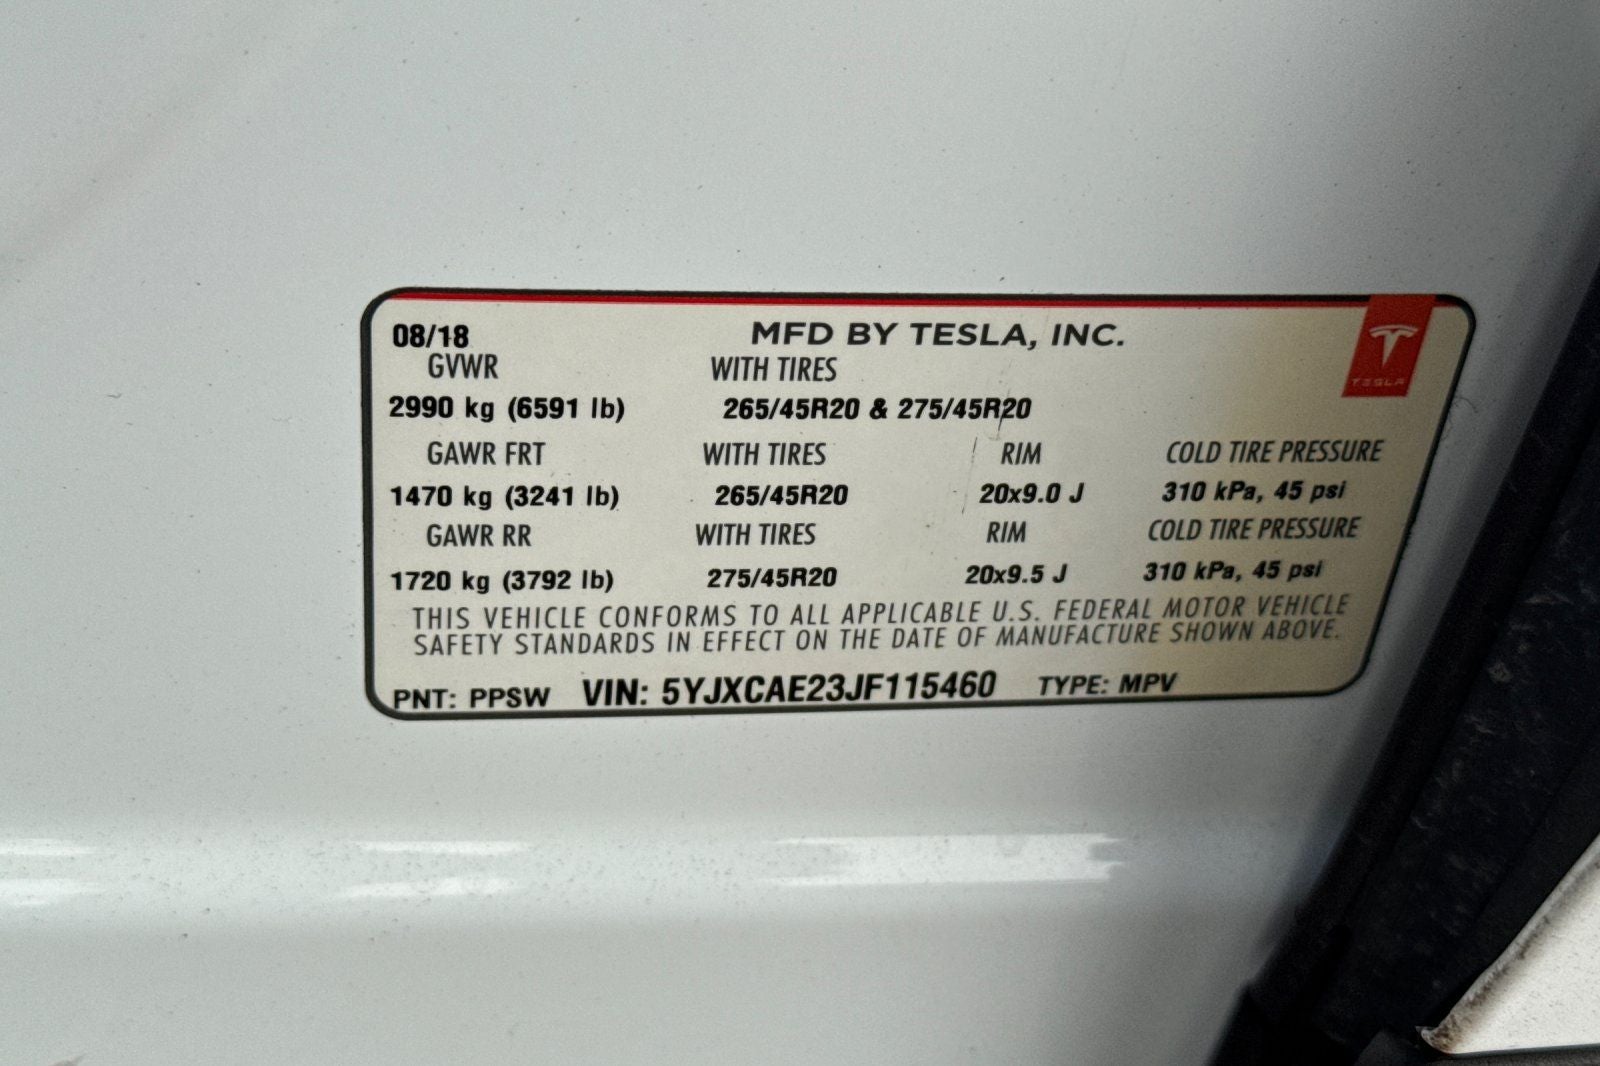 08/18 MFD BY TESLA, INC.
TESLA
GVWR WITH TIRES
2990 kg (6591 lb) 265/45R20 & 275/45R20
GAWR FRT WITH TIRES RIM COLD TIRE PRESSURE
1470 kg (3241 lb) 265/45R20 20x9.0 J 310 kPa, 45 psi
GAWR RR WITH TIRES RIM COLD TIRE PRESSURE
1720 kg (3792 lb) 275/45R20 20x9.5 J 310 kPa, 45 psi
THIS VEHICLE CONFORMS TO ALL APPLICABLE U.S. FEDERAL MOTOR VEHICLE
SAFETY STANDARDS IN EFFECT ON THE DATE OF MANUFACTURE SHOWN ABOVE.
PNT: PPSW VIN: 5YJXCAE23JF115460 TYPE: MPV